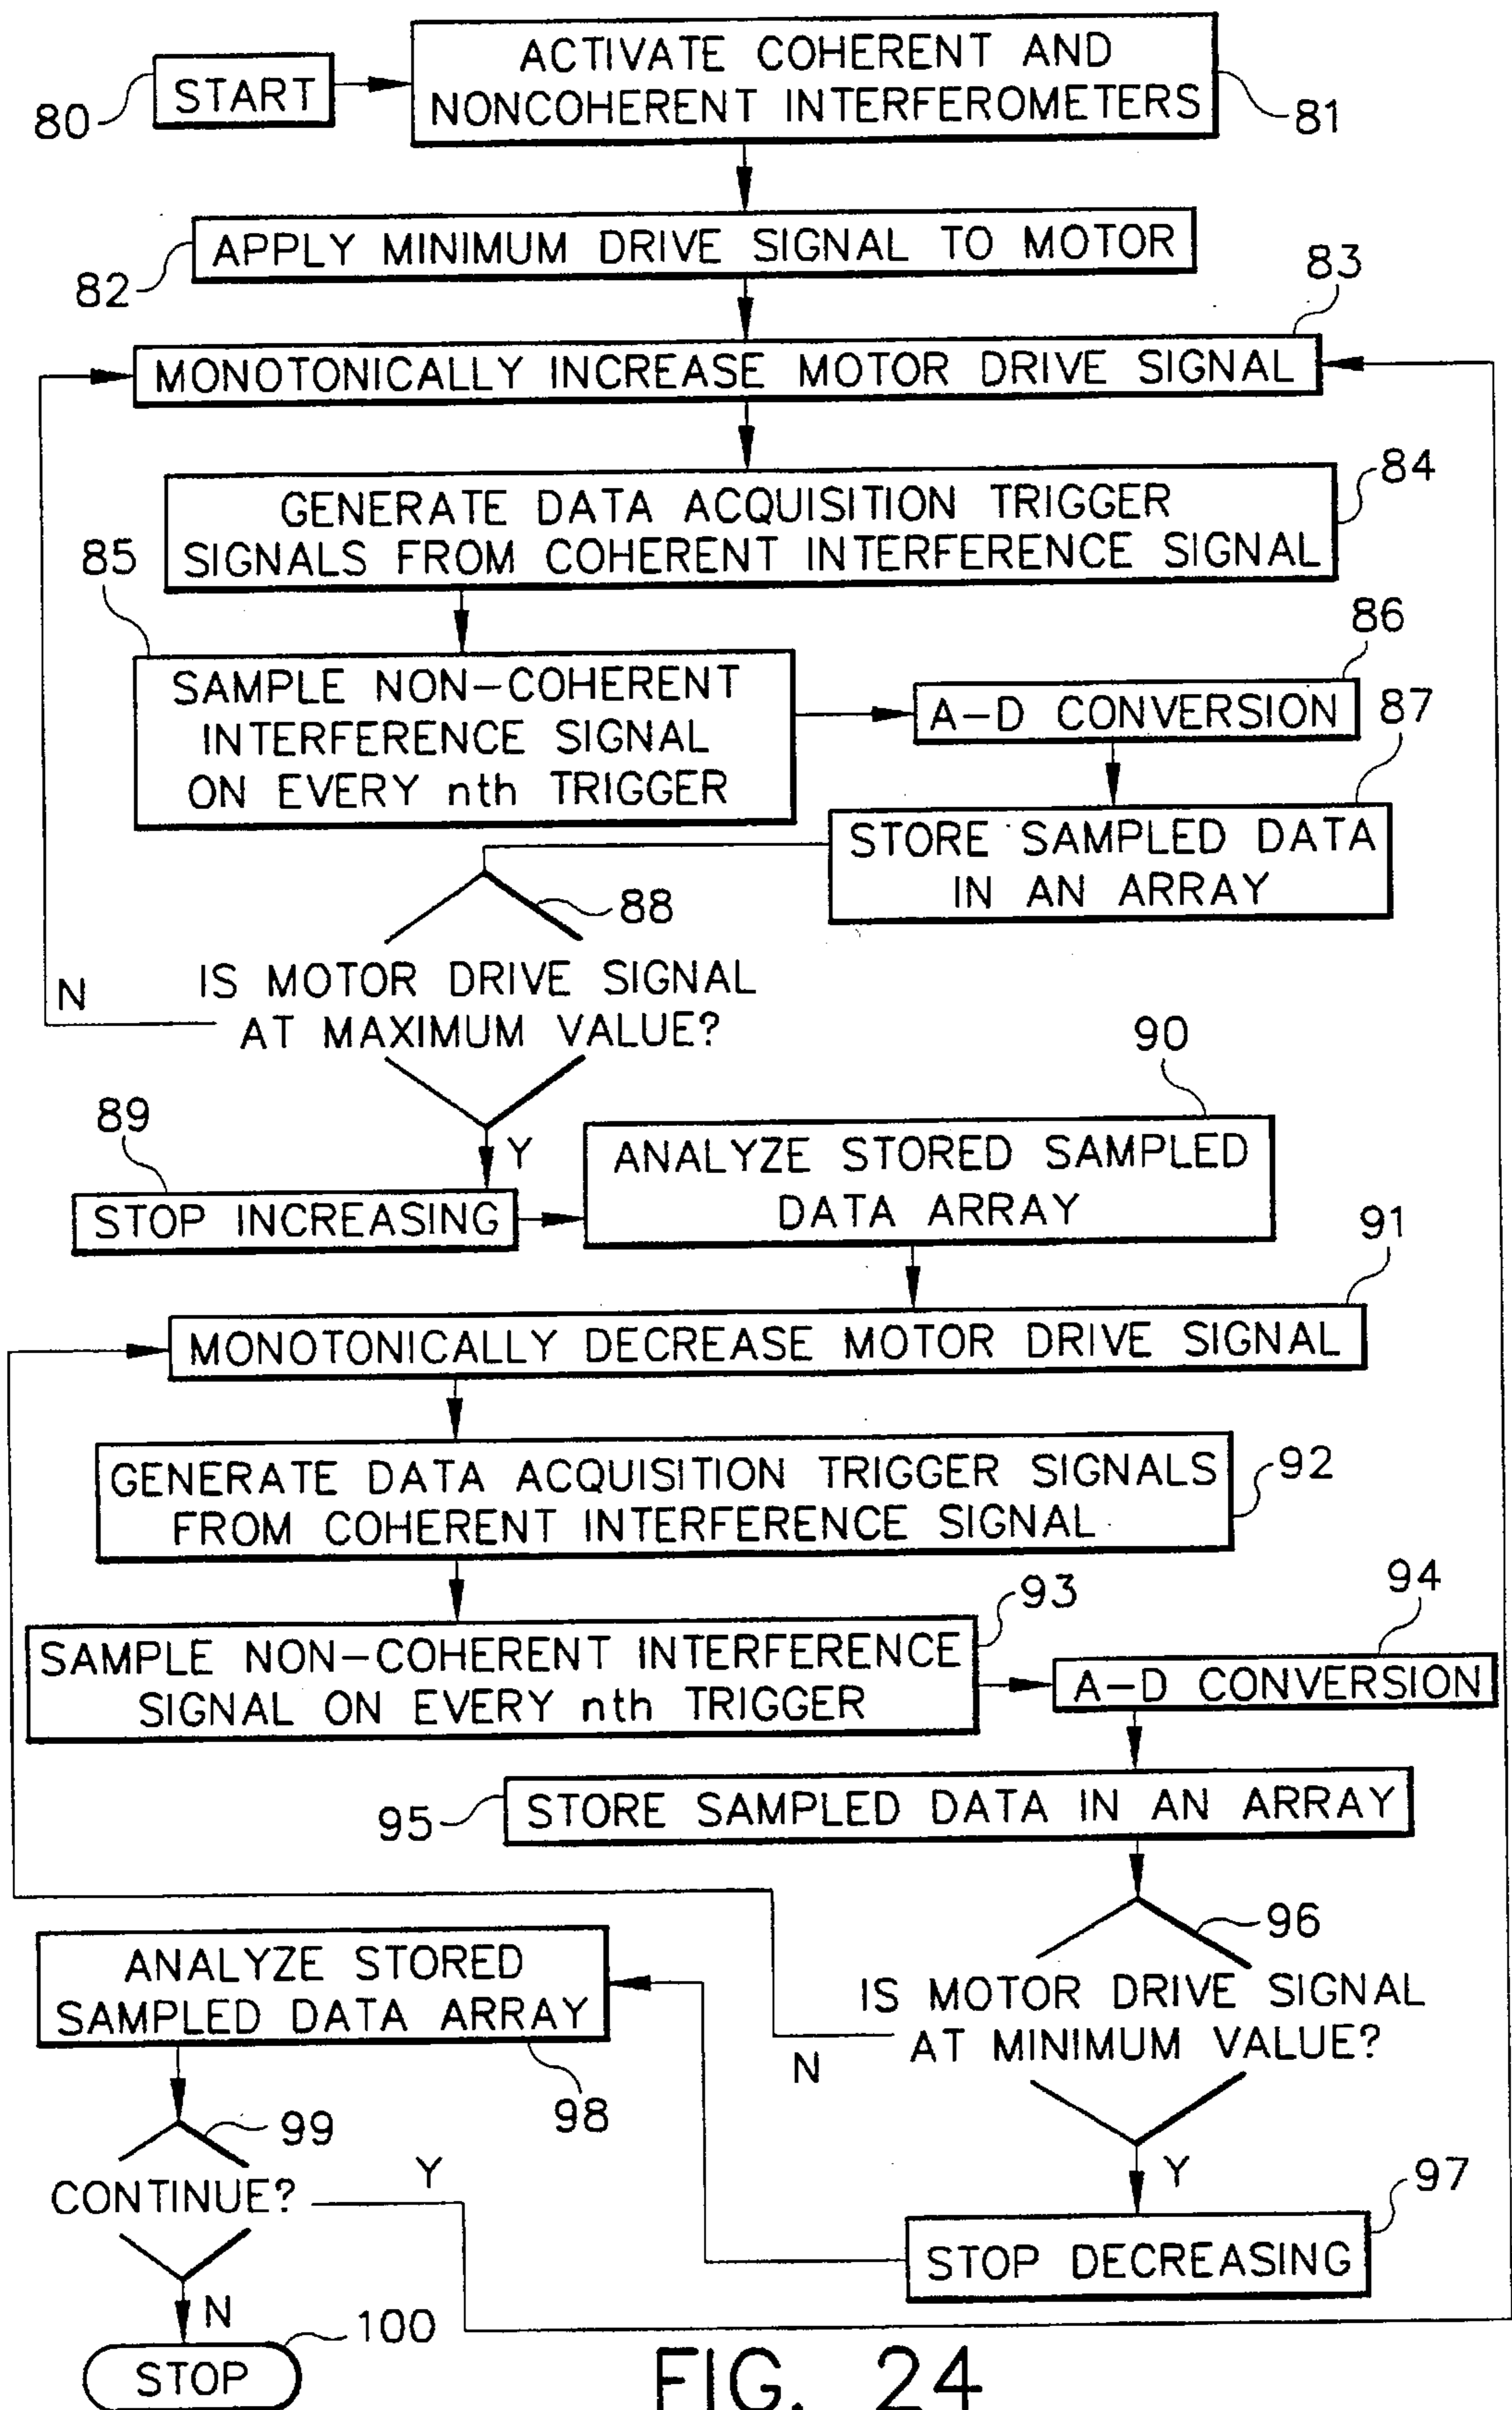 80
START
ACTIVATE COHERENT AND
NONCOHERENT INTERFEROMETERS
81
APPLY MINIMUM DRIVE SIGNAL TO MOTOR
82
83
MONOTONICALLY INCREASE MOTOR DRIVE SIGNAL
84
GENERATE DATA ACQUISITION TRIGGER
SIGNALS FROM COHERENT INTERFERENCE SIGNAL
85
SAMPLE NON-COHERENT
INTERFERENCE SIGNAL
ON EVERY nth TRIGGER
86
A-D CONVERSION
87
STORE SAMPLED DATA
IN AN ARRAY
88
IS MOTOR DRIVE SIGNAL
AT MAXIMUM VALUE?
N
Y
89
STOP INCREASING
90
ANALYZE STORED SAMPLED
DATA ARRAY
91
MONOTONICALLY DECREASE MOTOR DRIVE SIGNAL
GENERATE DATA ACQUISITION TRIGGER SIGNALS
FROM COHERENT INTERFERENCE SIGNAL
92
93
SAMPLE NON-COHERENT INTERFERENCE
SIGNAL ON EVERY nth TRIGGER
94
A-D CONVERSION
95
STORE SAMPLED DATA IN AN ARRAY
96
IS MOTOR DRIVE SIGNAL
AT MINIMUM VALUE?
N
Y
97
STOP DECREASING
ANALYZE STORED
SAMPLED DATA ARRAY
98
99
CONTINUE?
Y
N
100
STOP
FIG. 24